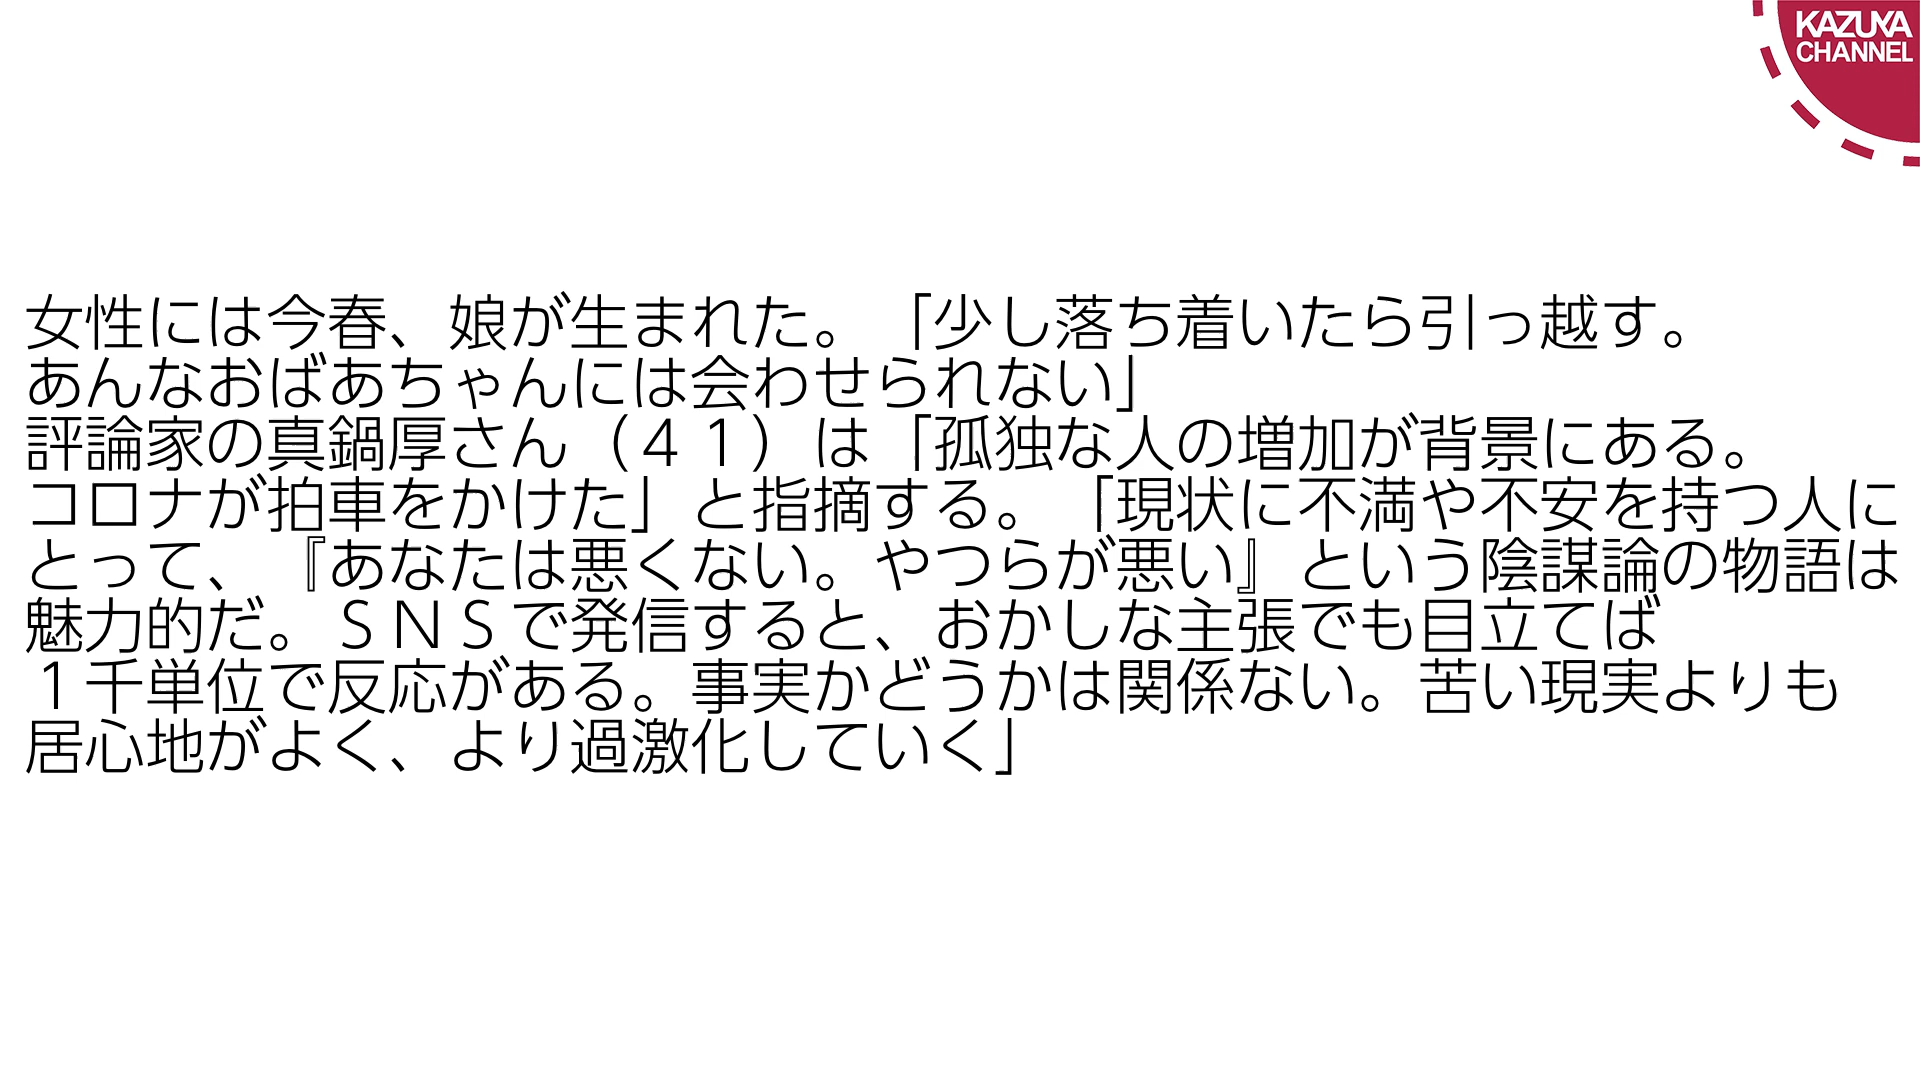 KAZUYA
CHANNEL
女性には今春、娘が生まれた。「少し落ち着いたら引っ越す。
あんなおばあちゃんには会わせられない」
評論家の真鍋厚さん（４１）は「孤独な人の増加が背景にある。
コロナが拍車をかけた」と指摘する。「現状に不満や不安を持つ人に
とって、『あなたは悪くない。やつらが悪い』という陰謀論の物語は
魅力的だ。ＳＮＳで発信すると、おかしな主張でも目立てば
１千単位で反応がある。事実かどうかは関係ない。苦い現実よりも
居心地がよく、より過激化していく」